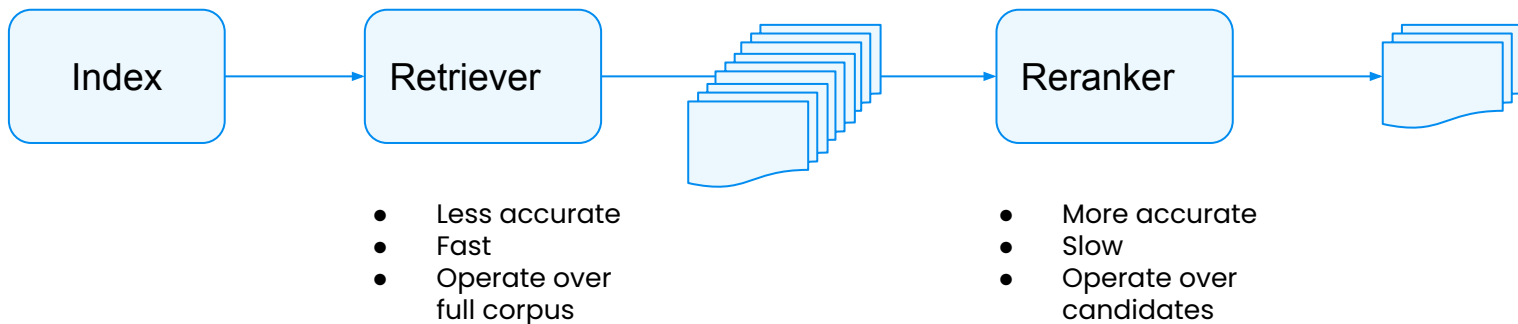 Index
Retriever
Reranker
● Less accurate
● Fast
● Operate over
full corpus
● More accurate
● Slow
● Operate over
candidates